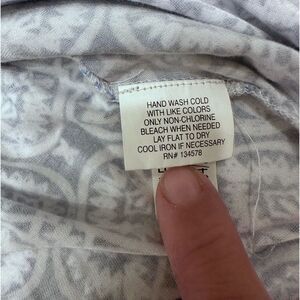 HAND WASH COLD
WITH LIKE COLORS
ONLY NON-CHLORINE
BLEACH WHEN NEEDED
LAY FLAT TO DRY
COOL IRON IF NECESSARY
RN# 134578